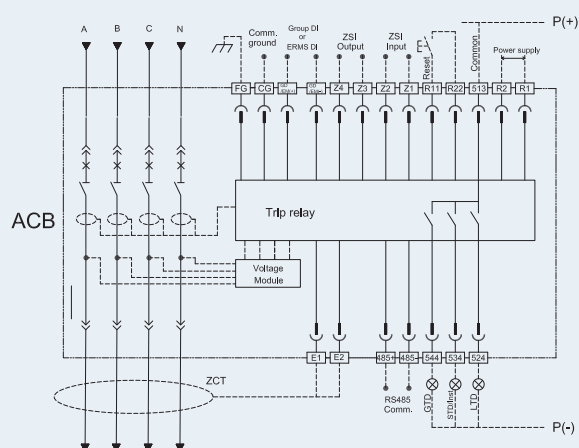 A B C N
Comm.
ground
Group DI
or
ERMS DI
ZSI
Output
ZSI
Input
Reset
Common
P(+)
Power supply
FG CG Z4 Z3 Z2 Z1 R11 R22 513 R2 R1
ACB
Trip relay
Voltage
Module
E1 E2 485+ 485- 544 534 524
ZCT
RS485
Comm.
GTD
STD/Inst
LTD
P(-)